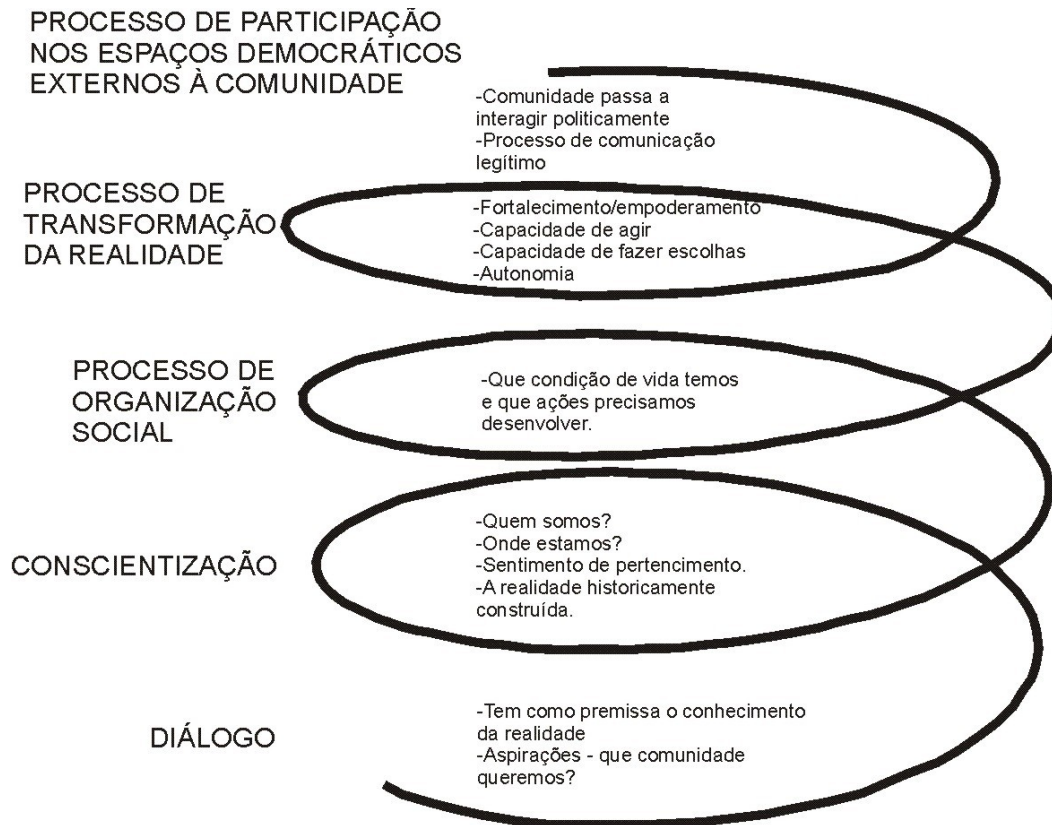 PROCESSO DE PARTICIPAÇÃO
NOS ESPAÇOS DEMOCRÁTICOS
EXTERNOS À COMUNIDADE
-Comunidade passa a
interagir politicamente
-Processo de comunicação
legítimo
PROCESSO DE
TRANSFORMAÇÃO
DA REALIDADE
-Fortalecimento/empoderamento
-Capacidade de agir
-Capacidade de fazer escolhas
-Autonomia
PROCESSO DE
ORGANIZAÇÃO
SOCIAL
-Que condição de vida temos
e que ações precisamos
desenvolver.
CONSCIENTIZAÇÃO
-Quem somos?
-Onde estamos?
-Sentimento de pertencimento.
-A realidade historicamente
construída.
DIÁLOGO
-Tem como premissa o conhecimento
da realidade
-Aspirações - que comunidade
queremos?